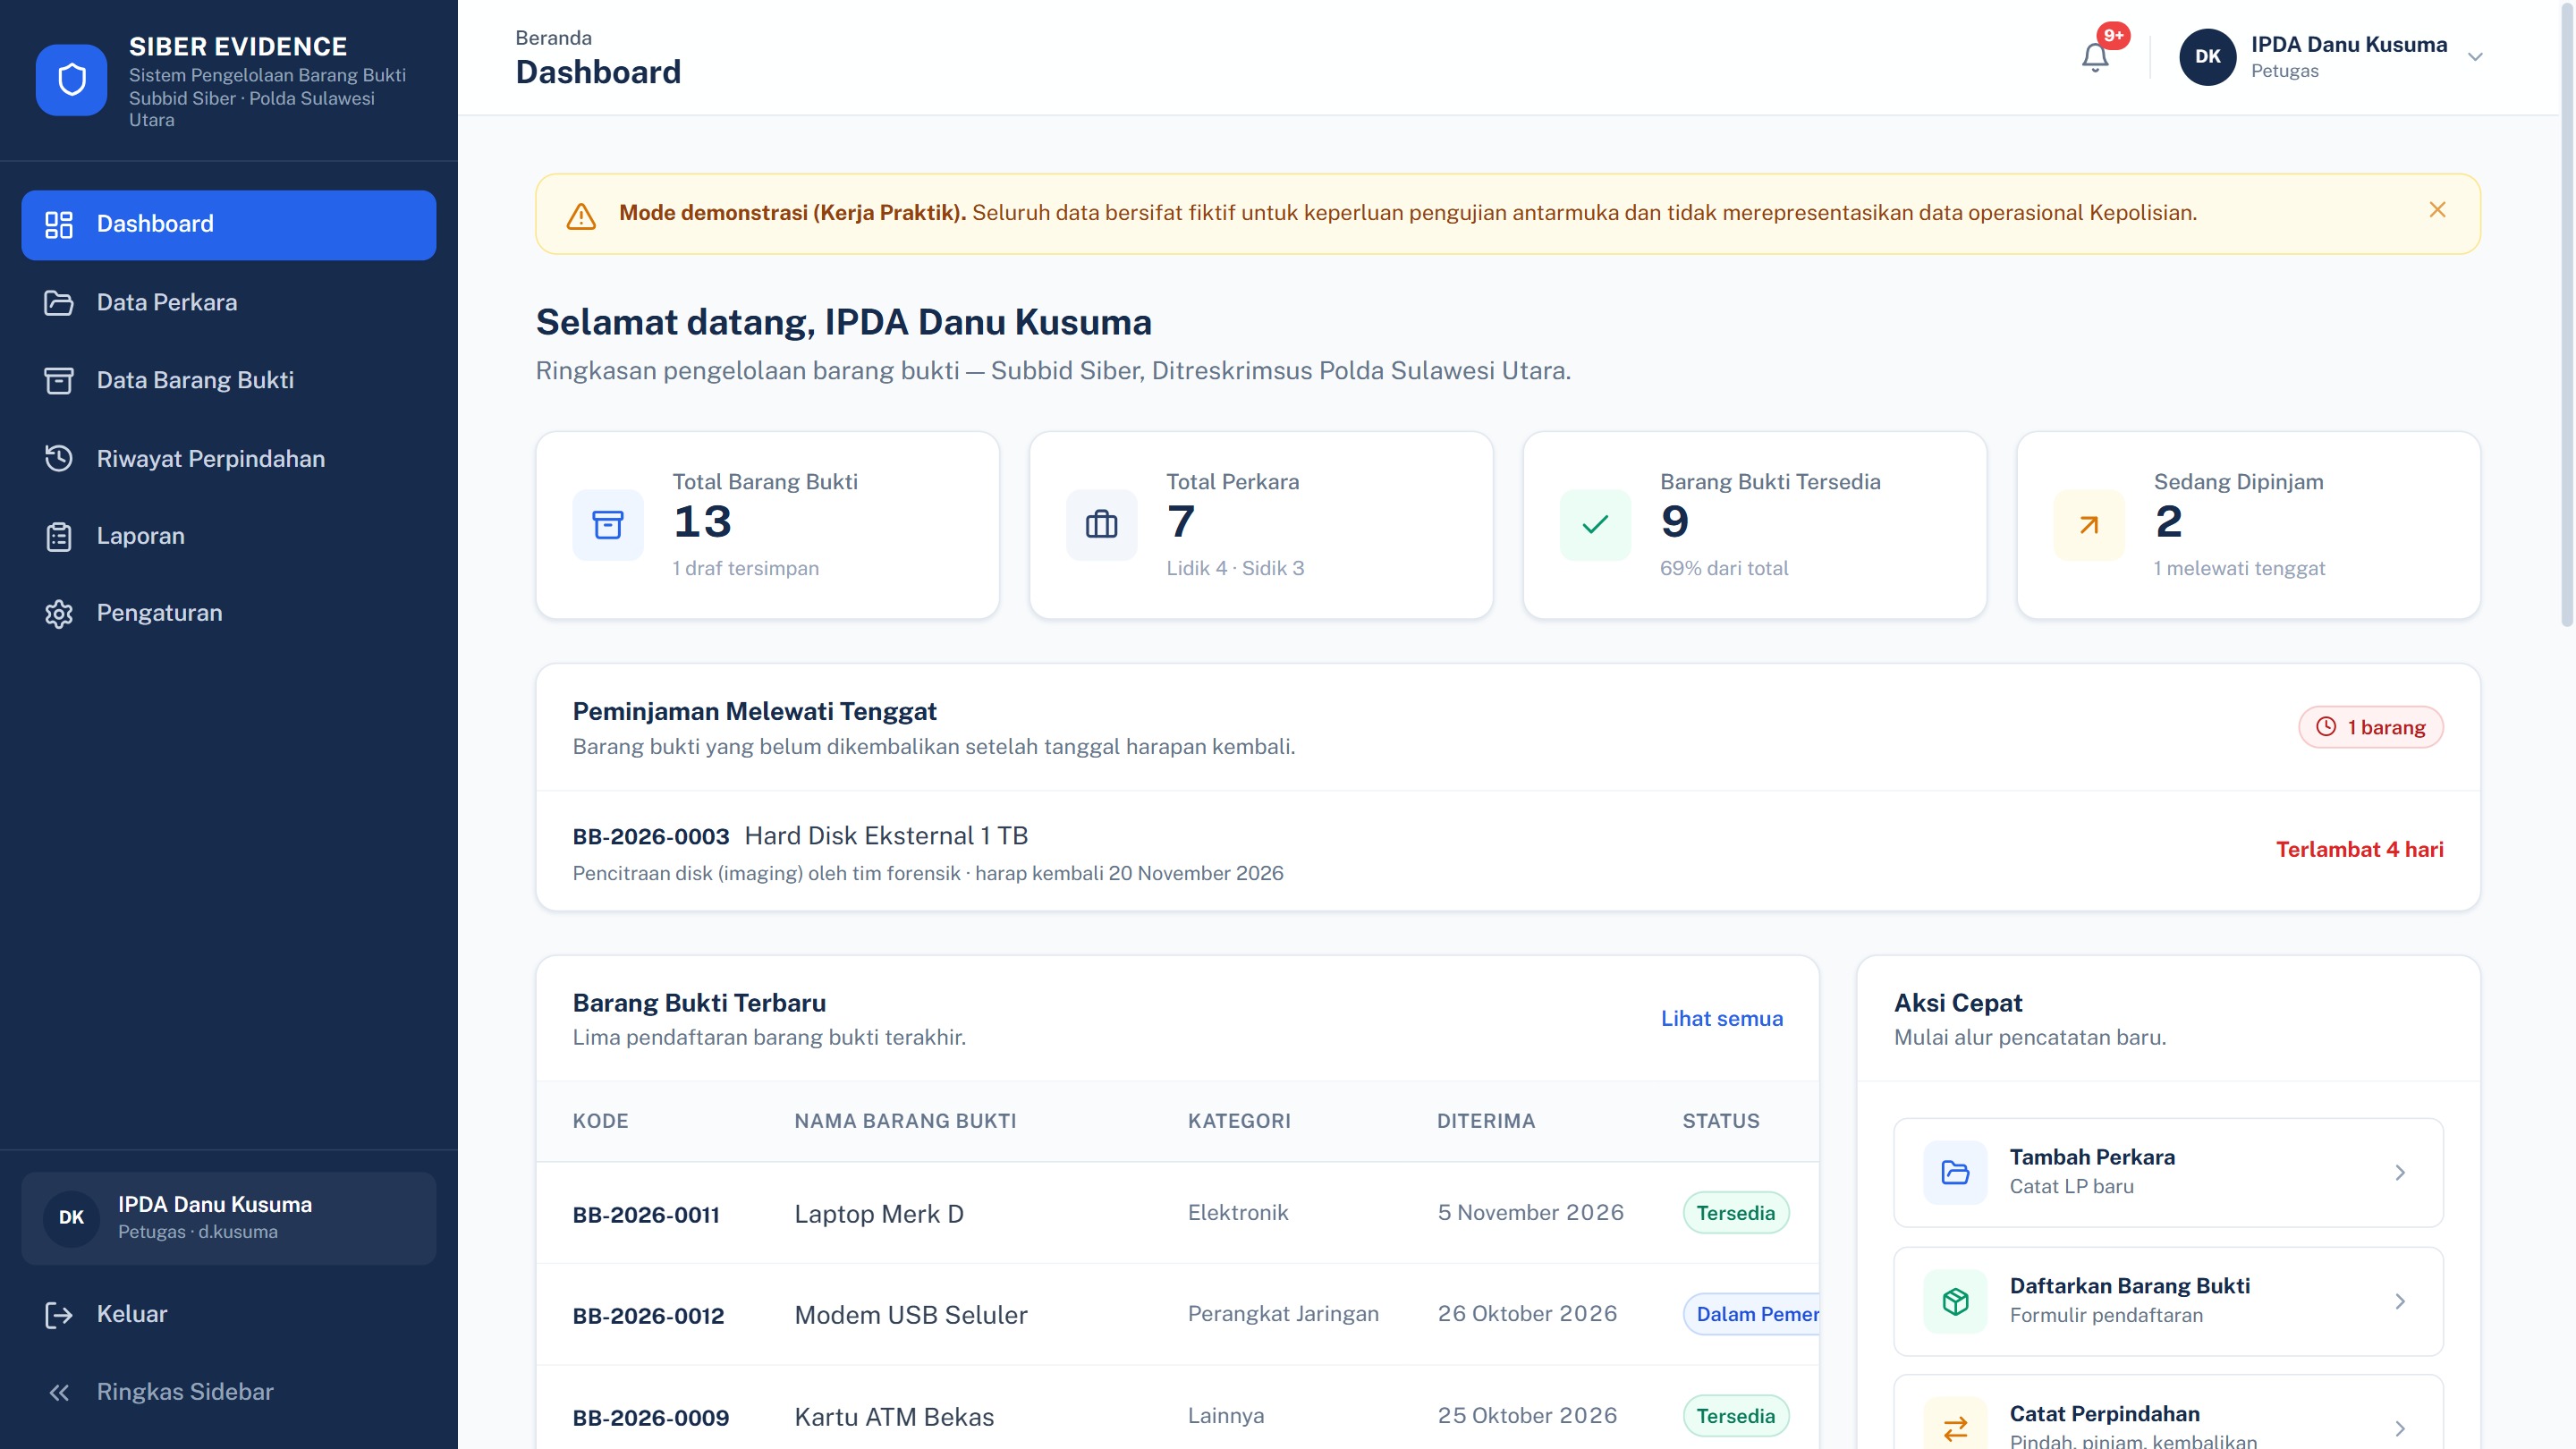 SIBER EVIDENCE
Sistem Pengelolaan Barang Bukti
Subbid Siber · Polda Sulawesi
Utara
Dashboard
Data Perkara
Data Barang Bukti
Riwayat Perpindahan
Laporan
Pengaturan
DK
IPDA Danu Kusuma
Petugas · d.kusuma
Keluar
Ringkas Sidebar
Beranda
Dashboard
9+
DK
IPDA Danu Kusuma
Petugas
Mode demonstrasi (Kerja Praktik). Seluruh data bersifat fiktif untuk keperluan pengujian antarmuka dan tidak merepresentasikan data operasional Kepolisian.
Selamat datang, IPDA Danu Kusuma
Ringkasan pengelolaan barang bukti — Subbid Siber, Ditreskrimsus Polda Sulawesi Utara.
Total Barang Bukti
13
1 draf tersimpan
Total Perkara
7
Lidik 4 · Sidik 3
Barang Bukti Tersedia
9
69% dari total
Sedang Dipinjam
2
1 melewati tenggat
Peminjaman Melewati Tenggat
Barang bukti yang belum dikembalikan setelah tanggal harapan kembali.
1 barang
BB-2026-0003 Hard Disk Eksternal 1 TB
Pencitraan disk (imaging) oleh tim forensik · harap kembali 20 November 2026
Terlambat 4 hari
Barang Bukti Terbaru
Lima pendaftaran barang bukti terakhir.
Lihat semua
KODE NAMA BARANG BUKTI KATEGORI DITERIMA STATUS
BB-2026-0011 Laptop Merk D Elektronik 5 November 2026 Tersedia
BB-2026-0012 Modem USB Seluler Perangkat Jaringan 26 Oktober 2026 Dalam Pemer
BB-2026-0009 Kartu ATM Bekas Lainnya 25 Oktober 2026 Tersedia
Aksi Cepat
Mulai alur pencatatan baru.
Tambah Perkara
Catat LP baru
Daftarkan Barang Bukti
Formulir pendaftaran
Catat Perpindahan
Pindah, pinjam, kembalikan